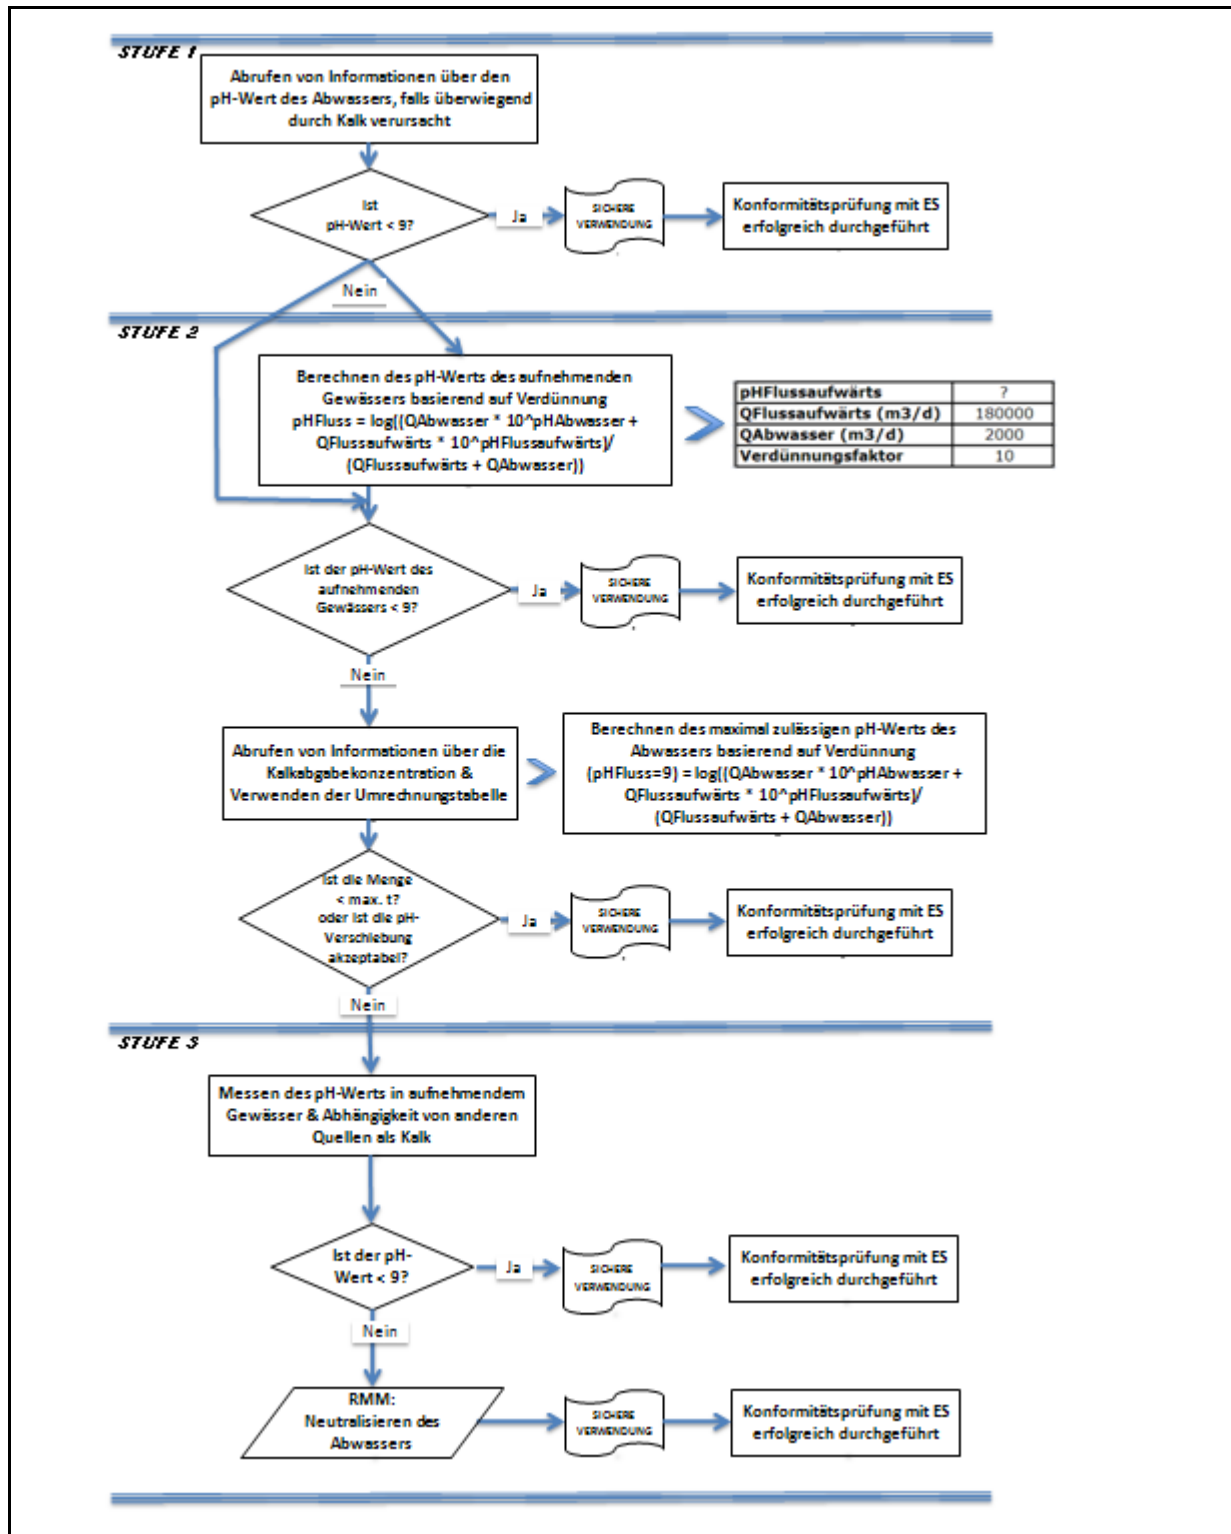 STUFE 1
Abrufen von Informationen über den
pH-Wert des Abwassers, falls überwiegend
durch Kalk verursacht
Ist
pH-Wert < 9?
Ja
SICHERE
VERWENDUNG
Konformitätsprüfung mit ES
erfolgreich durchgeführt
Nein
STUFE 2
Berechnen des pH-Werts des aufnehmenden
Gewässers basierend auf Verdünnung
pHFluss = log((QAbwasser * 10^pHAbwasser +
QFlussaufwärts * 10^pHFlussaufwärts)/
(QFlussaufwärts + QAbwasser))
pHFlussaufwärts ?
QFlussaufwärts (m3/d) 180000
QAbwasser (m3/d) 2000
Verdünnungsfaktor 10
Ist der pH-Wert des
aufnehmenden
Gewässers < 9?
Ja
SICHERE
VERWENDUNG
Konformitätsprüfung mit ES
erfolgreich durchgeführt
Nein
Abrufen von Informationen über die
Kalkabgabekonzentration &
Verwenden der Umrechnungstabelle
Berechnen des maximal zulässigen pH-Werts des
Abwassers basierend auf Verdünnung
(pHFluss=9) = log((QAbwasser * 10^pHAbwasser +
QFlussaufwärts * 10^pHFlussaufwärts)/
(QFlussaufwärts + QAbwasser))
Ist die Menge
< max. t?
oder ist die pH-
Verschiebung
akzeptabel?
Ja
SICHERE
VERWENDUNG
Konformitätsprüfung mit ES
erfolgreich durchgeführt
Nein
STUFE 3
Messen des pH-Werts in aufnehmendem
Gewässer & Abhängigkeit von anderen
Quellen als Kalk
Ist der pH-
Wert < 9?
Ja
SICHERE
VERWENDUNG
Konformitätsprüfung mit ES
erfolgreich durchgeführt
Nein
RMM:
Neutralisieren des
Abwassers
SICHERE
VERWENDUNG
Konformitätsprüfung mit ES
erfolgreich durchgeführt